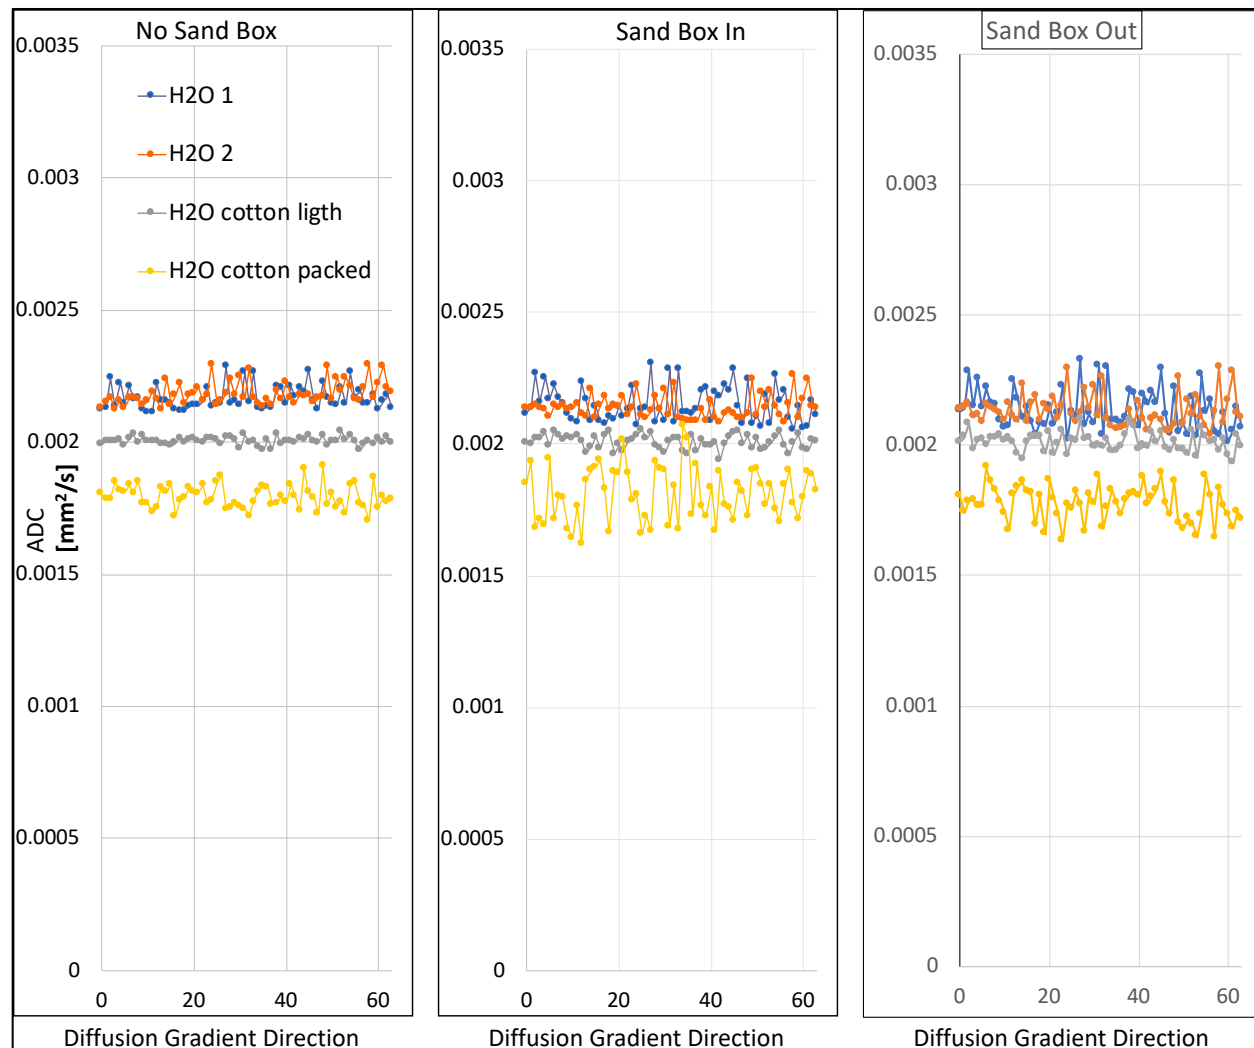 No Sand Box
0.0035
0.003
0.0025
0.002
0.0015
0.001
0.0005
0
H2O 1
H2O 2
H2O cotton ligth
H2O cotton packed
ADC
[mm²/s]
0 20 40 60
Diffusion Gradient Direction
Sand Box In
0.0035
0.003
0.0025
0.002
0.0015
0.001
0.0005
0
0 20 40 60
Diffusion Gradient Direction
Sand Box Out
0.0035
0.003
0.0025
0.002
0.0015
0.001
0.0005
0
0 20 40 60
Diffusion Gradient Direction